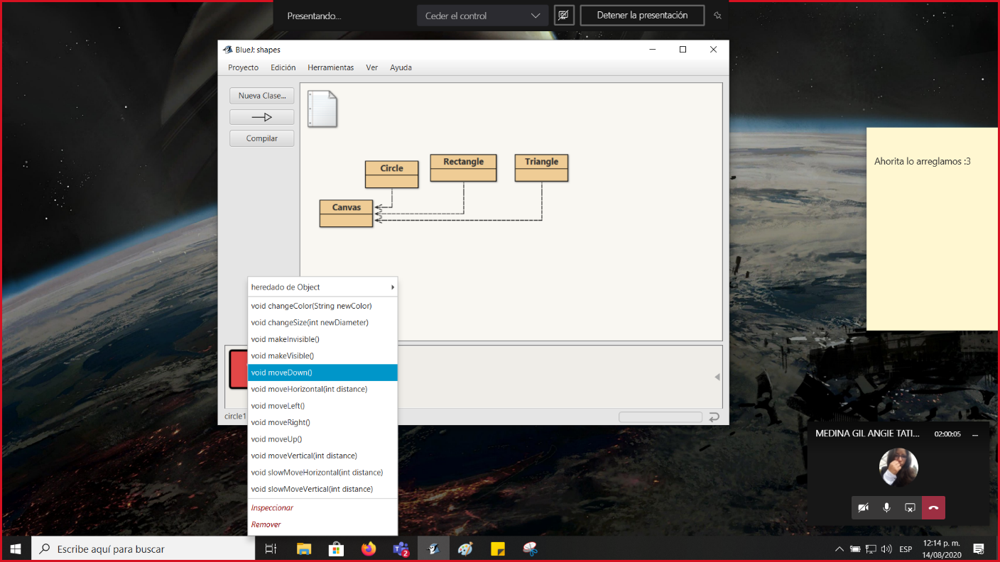 Presentando...
Ceder el control
Detener la presentación
BlueJ: shapes
Proyecto Edición Herramientas Ver Ayuda
Nueva Clase...
Compilar
Circle
Rectangle
Triangle
Canvas
Ahorita lo arreglamos :3
heredado de Object
void changeColor(String newColor)
void changeSize(int newDiameter)
void makeInvisible()
void makeVisible()
void moveDown()
void moveHorizontal(int distance)
void moveLeft()
void moveRight()
void moveUp()
void moveVertical(int distance)
void slowMoveHorizontal(int distance)
void slowMoveVertical(int distance)
Inspeccionar
Remover
circle1
MEDINA GIL ANGIE TATI... 02:00:05
Escribe aquí para buscar
2
ESP
12:14 p. m.
14/08/2020